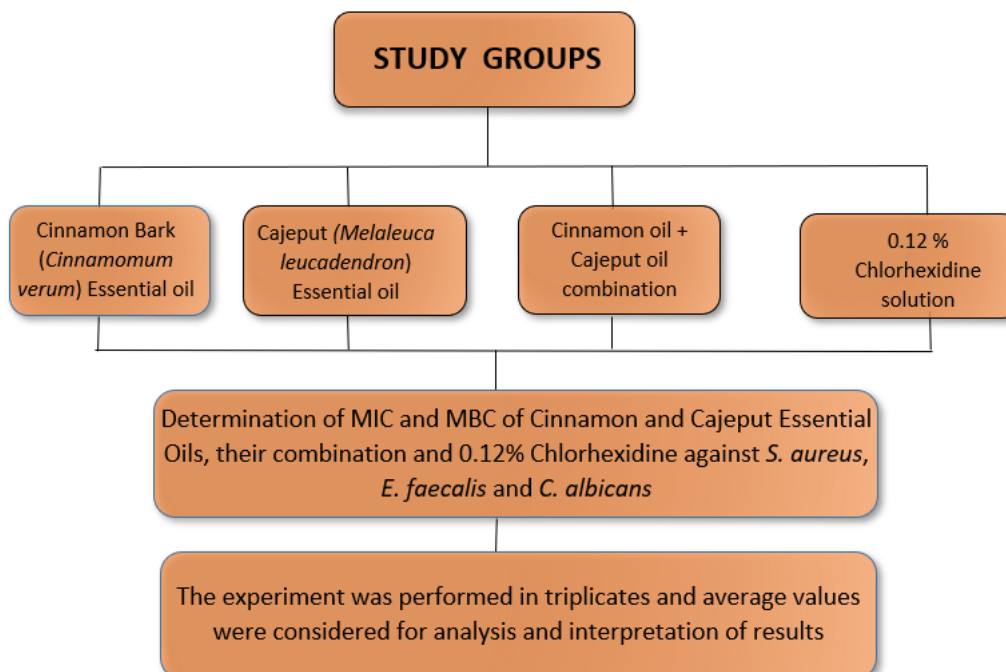 STUDY GROUPS
Cinnamon Bark
(Cinnamomum
verum) Essential oil
Cajeput (Melaleuca
leucadendron)
Essential oil
Cinnamon oil +
Cajeput oil
combination
0.12 %
Chlorhexidine
solution
Determination of MIC and MBC of Cinnamon and Cajeput Essential
Oils, their combination and 0.12% Chlorhexidine against S. aureus,
E. faecalis and C. albicans
The experiment was performed in triplicates and average values
were considered for analysis and interpretation of results